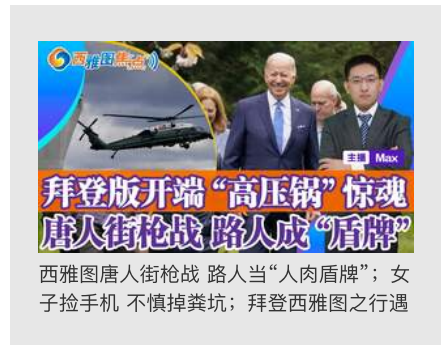 西雅图焦点
主播 Max
拜登版开端“高压锅”惊魂
唐人街枪战 路人成“盾牌”
西雅图唐人街枪战 路人当“人肉盾牌”；女
子捡手机 不慎掉粪坑；拜登西雅图之行遇